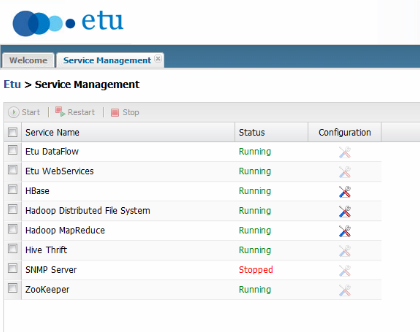 etu
Welcome Service Management
Etu > Service Management
Start Restart Stop
Service Name Status Configuration
Etu DataFlow Running
Etu WebServices Running
HBase Running
Hadoop Distributed File System Running
Hadoop MapReduce Running
Hive Thrift Running
SNMP Server Stopped
ZooKeeper Running